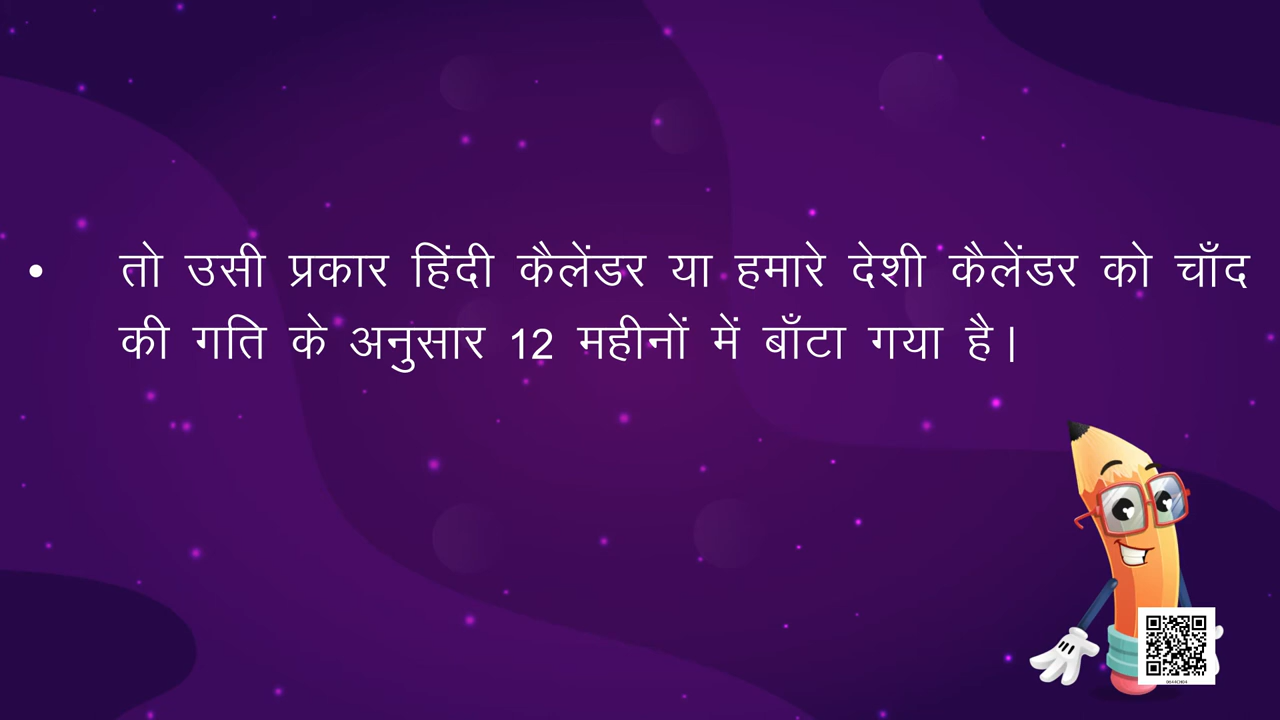 • तो उसी प्रकार हिंदी कैलेंडर या हमारे देशी कैलेंडर को चाँद
की गति के अनुसार 12 महीनों में बाँटा गया है।